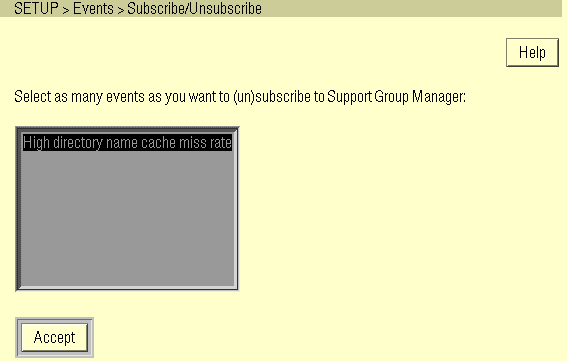 SETUP > Events > Subscribe/Unsubscribe
Help
Select as many events as you want to (un)subscribe to Support Group Manager:
High directory name cache miss rate
Accept